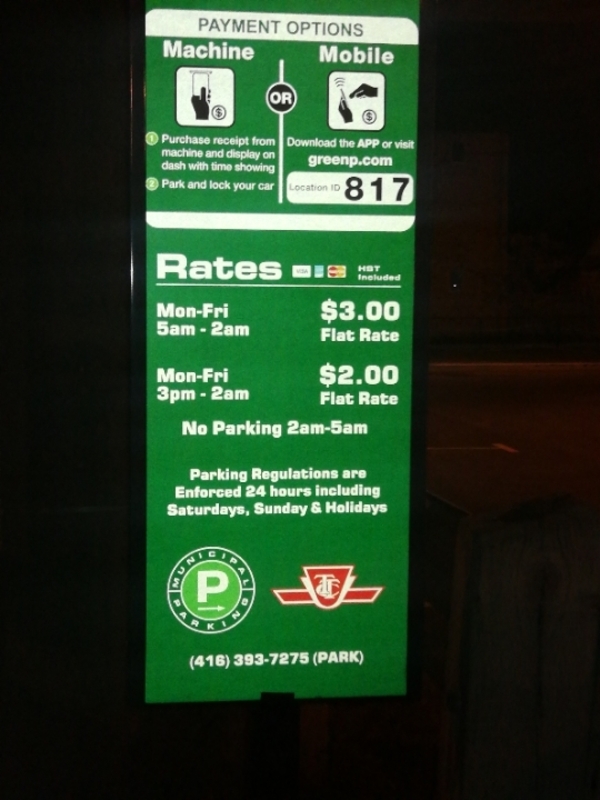 PAYMENT OPTIONS
Machine
OR
Mobile
$
$
1 Purchase receipt from
machine and display on
dash with time showing
2 Park and lock your car
Download the APP or visit
greenp.com
Location ID 817
Rates VISA HST
Included
Mon-Fri $3.00
5am - 2am Flat Rate
Mon-Fri $2.00
3pm - 2am Flat Rate
No Parking 2am-5am
Parking Regulations are
Enforced 24 hours including
Saturdays, Sunday & Holidays
MUNICIPAL
P
PARKING
TTC
(416) 393-7275 (PARK)